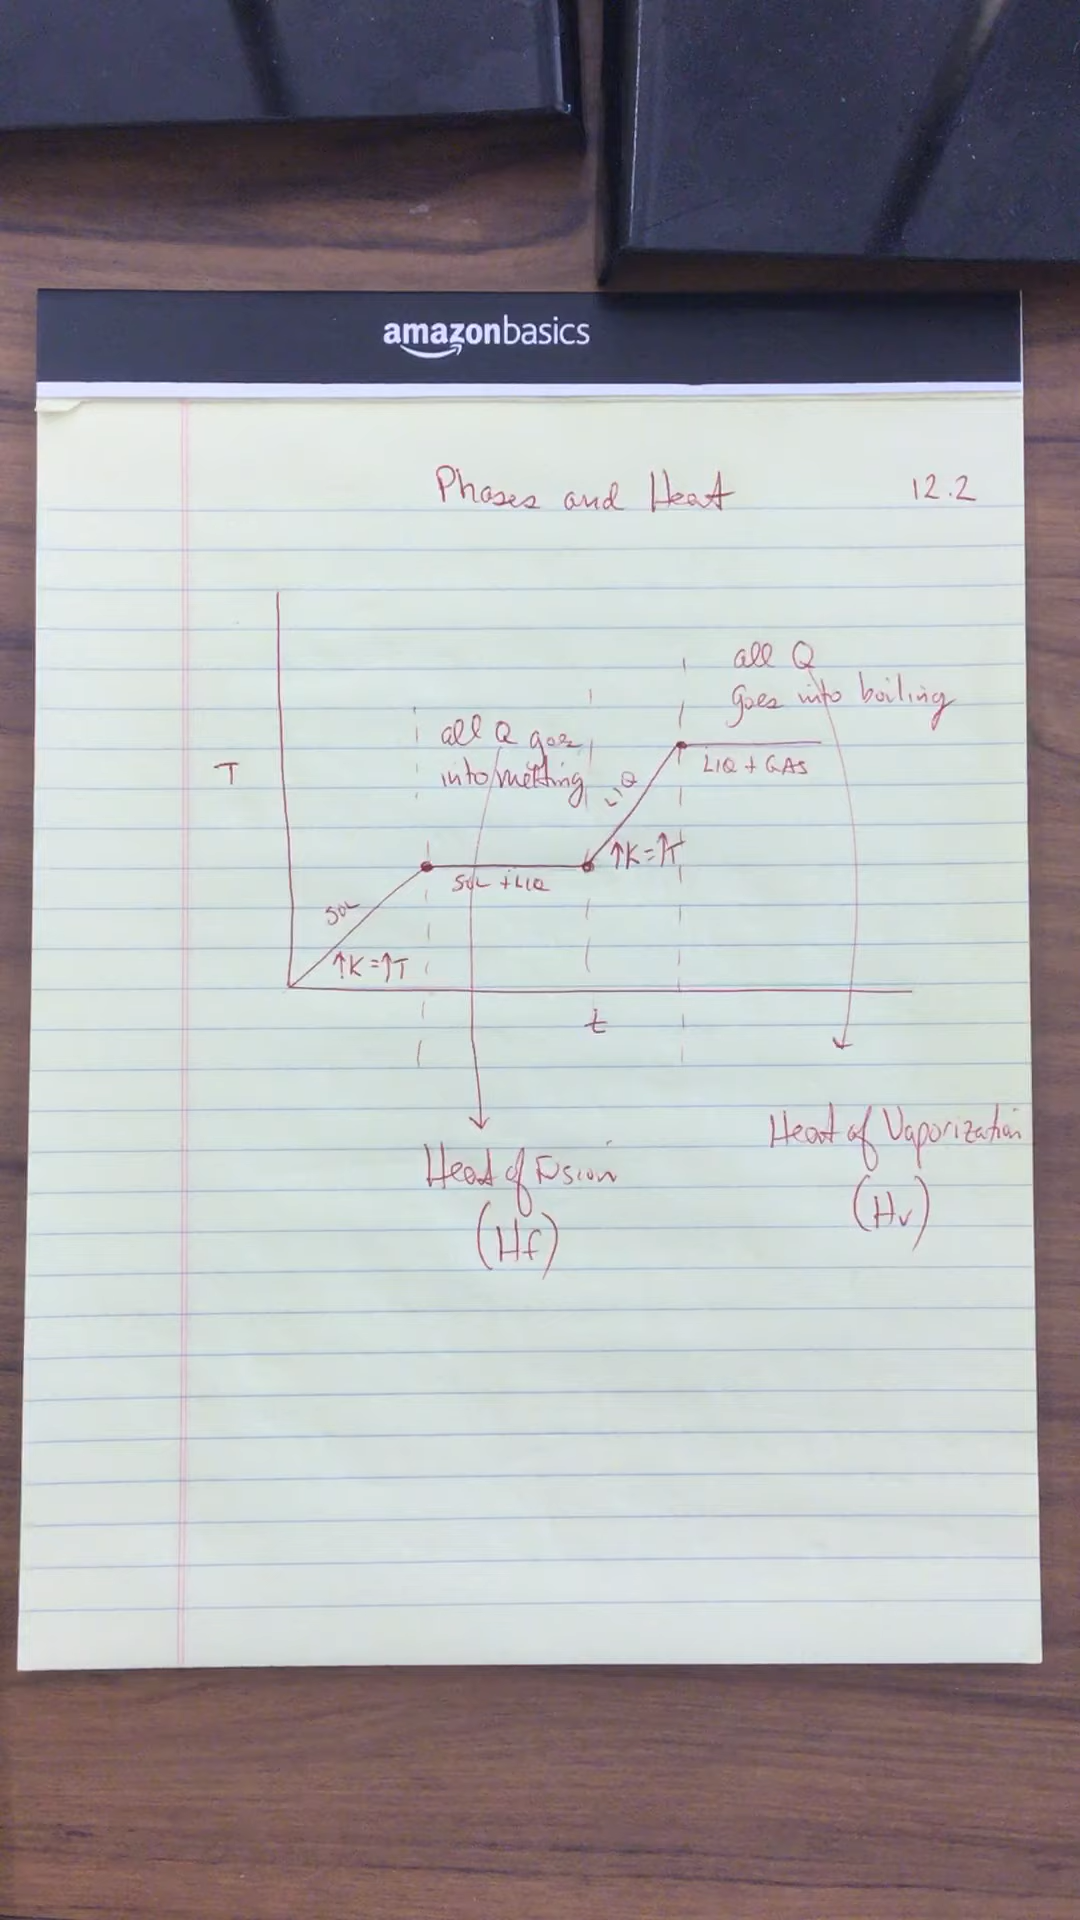 amazonbasics
Phases and Heat
12.2
all Q
goes into boiling
all Q goes
into melting
T
LIQ + GAS
LIQ
↑K=↑T
SOL + LIQ
SOL
↑K=↑T
t
Heat of Vaporization
(Hv)
Heat of Fusion
(Hf)